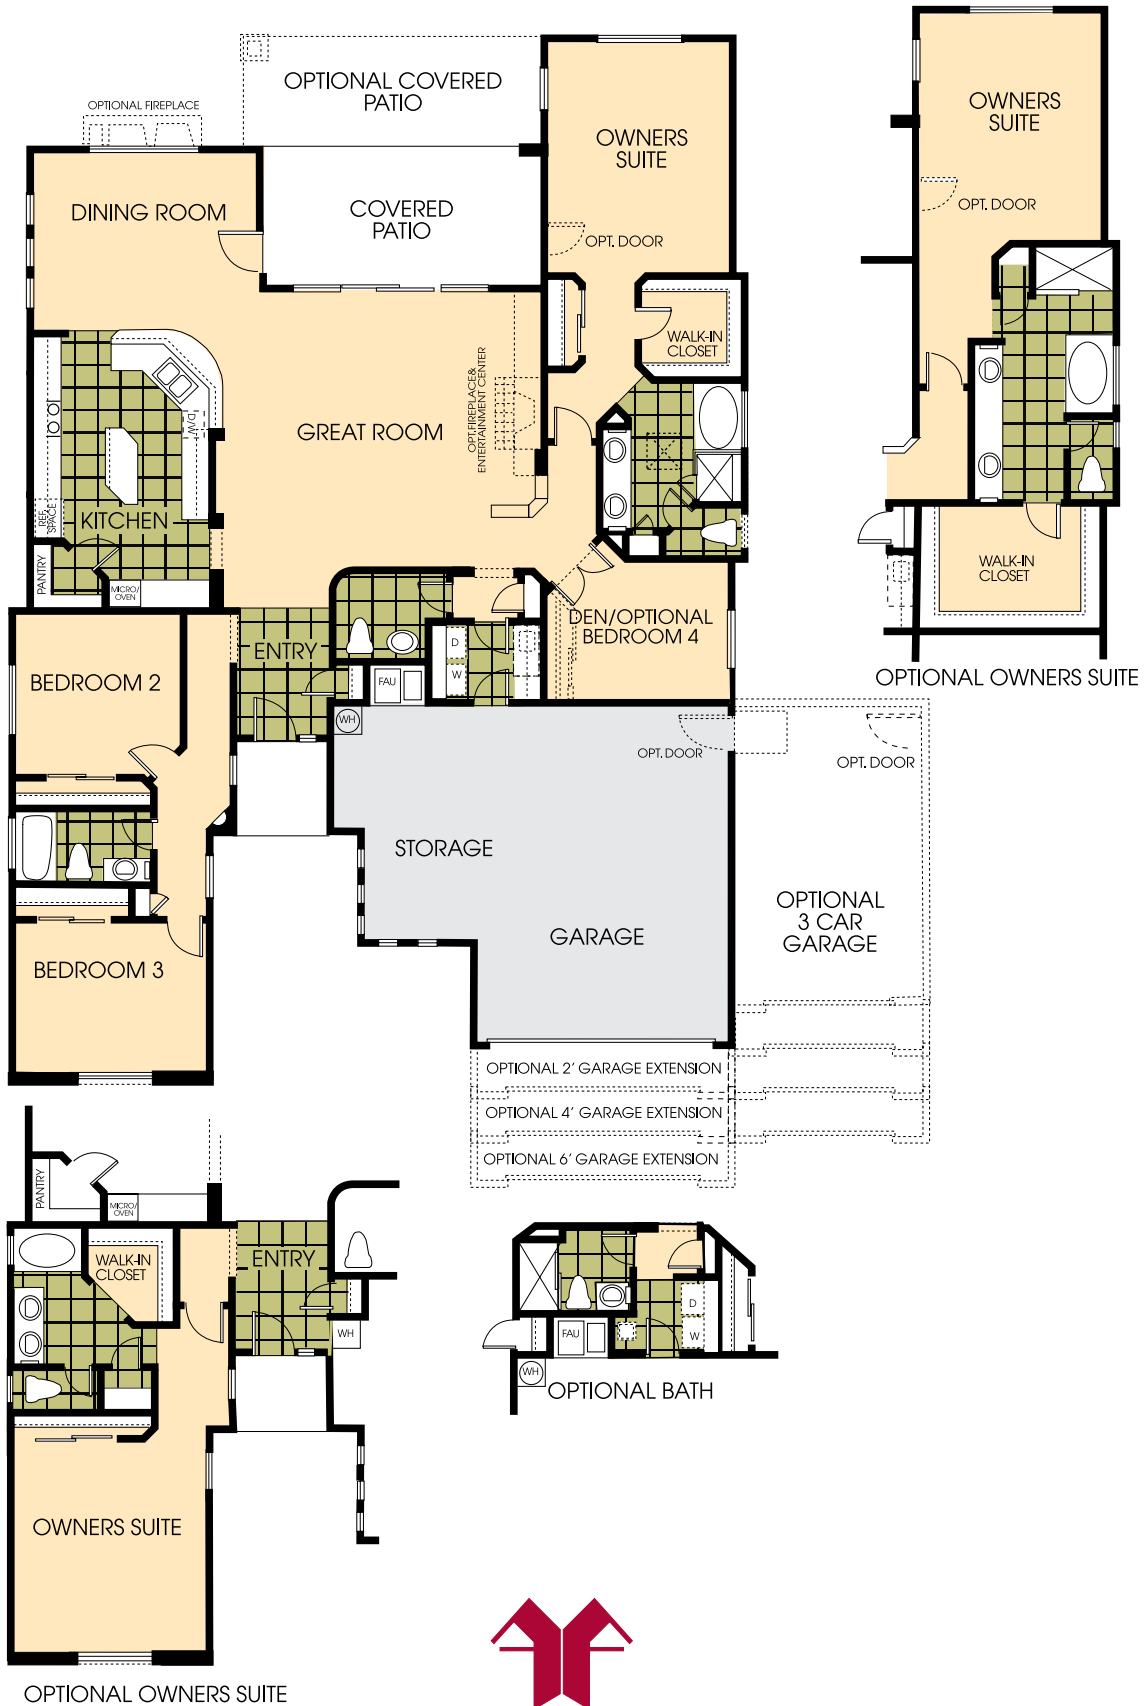 OPTIONAL COVERED
PATIO
OPTIONAL FIREPLACE
OWNERS
SUITE
OWNERS
SUITE
DINING ROOM
COVERED
PATIO
OPT. DOOR
OPT. DOOR
WALK-IN
CLOSET
OPT. FIREPLACE&
ENTERTAINMENT CENTER
D/W
GREAT ROOM
REF.
SPACE
KITCHEN
PANTRY
MICRO/
OVEN
WALK-IN
CLOSET
DEN/OPTIONAL
BEDROOM 4
ENTRY
D
W
FAU
BEDROOM 2
OPTIONAL OWNERS SUITE
WH
OPT. DOOR
OPT. DOOR
STORAGE
OPTIONAL
3 CAR
GARAGE
GARAGE
BEDROOM 3
OPTIONAL 2' GARAGE EXTENSION
OPTIONAL 4' GARAGE EXTENSION
OPTIONAL 6' GARAGE EXTENSION
PANTRY
MICRO/
OVEN
WALK-IN
CLOSET
ENTRY
WH
D
W
FAU
WH
OPTIONAL BATH
OWNERS SUITE
OPTIONAL OWNERS SUITE